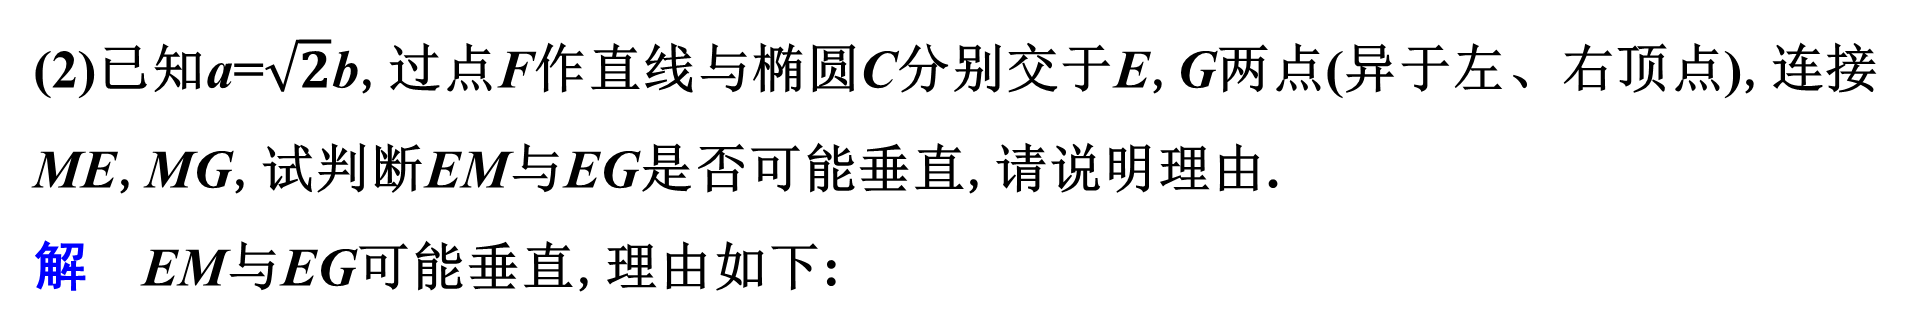 (2)已知a=√2b, 过点F作直线与椭圆C分别交于E, G两点(异于左、右顶点), 连接
ME, MG, 试判断EM与EG是否可能垂直, 请说明理由.
解 EM与EG可能垂直, 理由如下: